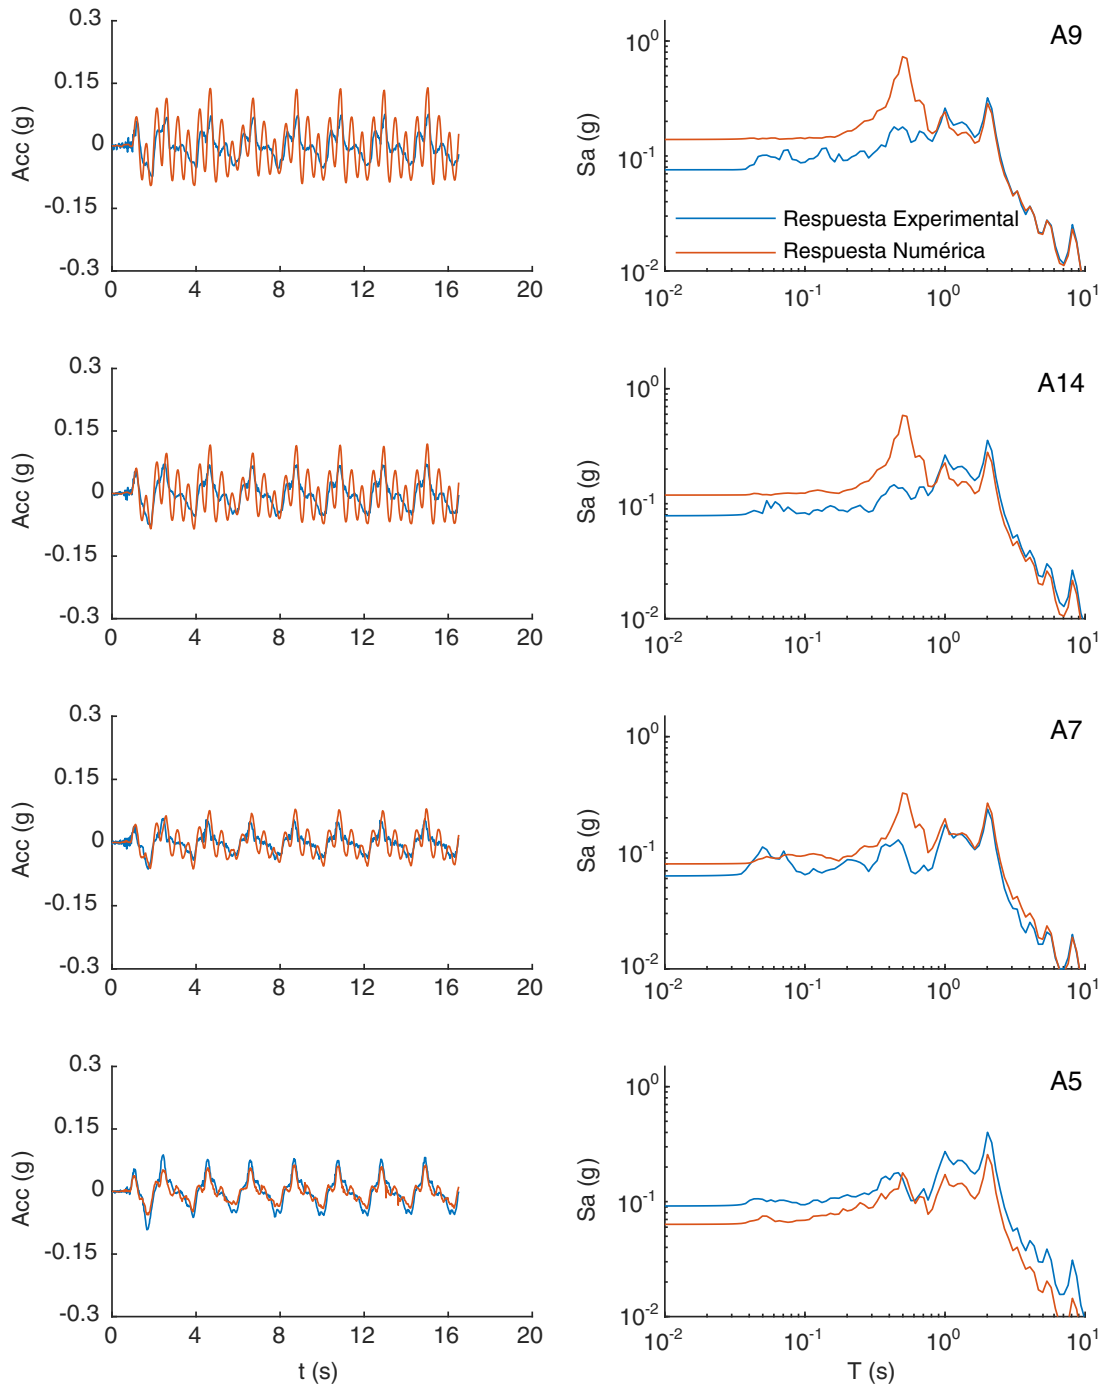 0.3
0.15
0
-0.15
-0.3
Acc (g)
0 4 8 12 16 20
A9
10^0
10^-1
10^-2
Sa (g)
Respuesta Experimental
Respuesta Numérica
10^-2 10^-1 10^0 10^1
0.3
0.15
0
-0.15
-0.3
Acc (g)
0 4 8 12 16 20
A14
10^0
10^-1
10^-2
Sa (g)
10^-2 10^-1 10^0 10^1
0.3
0.15
0
-0.15
-0.3
Acc (g)
0 4 8 12 16 20
A7
10^0
10^-1
10^-2
Sa (g)
10^-2 10^-1 10^0 10^1
0.3
0.15
0
-0.15
-0.3
Acc (g)
0 4 8 12 16 20
t (s)
A5
10^0
10^-1
10^-2
Sa (g)
10^-2 10^-1 10^0 10^1
T (s)